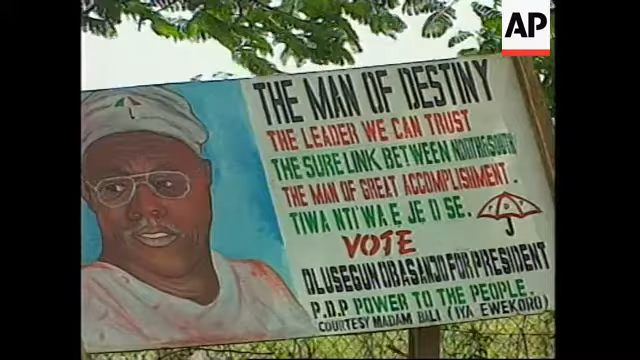 AP
THE MAN OF DESTINY
THE LEADER WE CAN TRUST
THE SURE LINK BETWEEN NORTH & SOUTH
THE MAN OF GREAT ACCOMPLISHMENT.
TIWA NTI'WA E JE O SE.
PDP
VOTE
OLUSEGUN OBASANJO FOR PRESIDENT
P.D.P POWER TO THE PEOPLE.
COURTESY MADAM BALI (IYA EWEKORO)